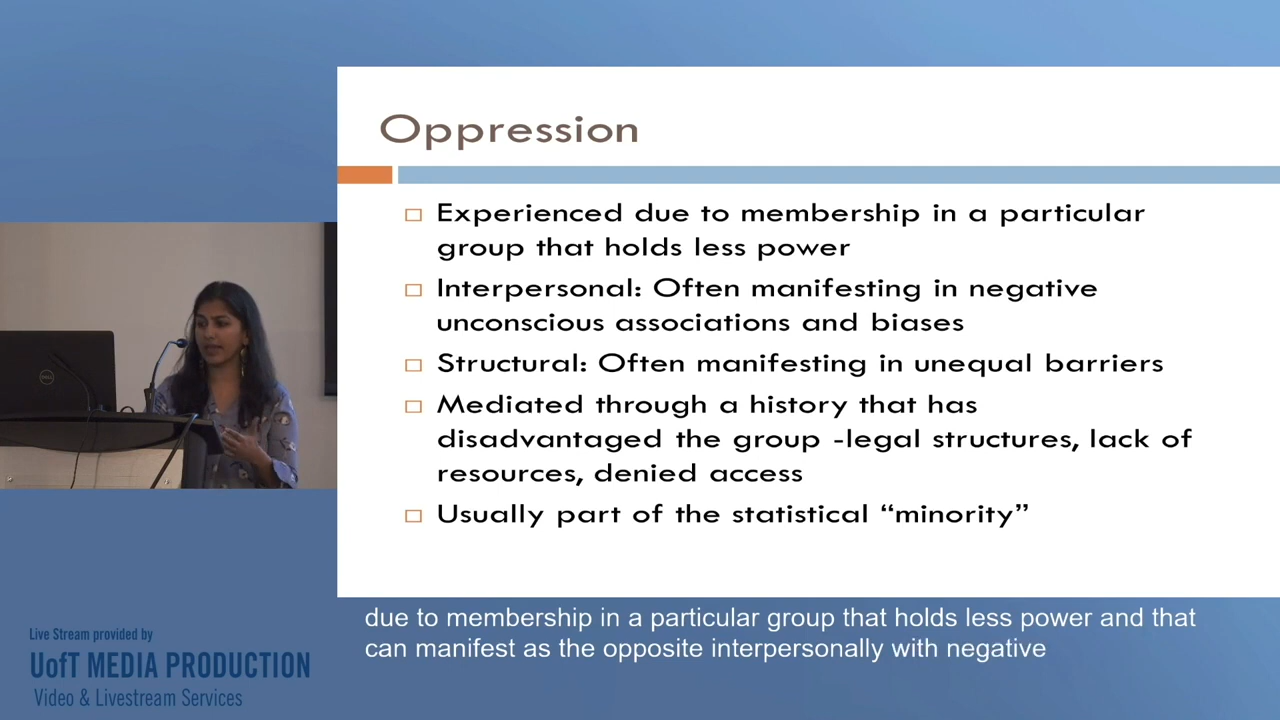 Oppression
Experienced due to membership in a particular
group that holds less power
Interpersonal: Often manifesting in negative
unconscious associations and biases
Structural: Often manifesting in unequal barriers
Mediated through a history that has
disadvantaged the group -legal structures, lack of
resources, denied access
Usually part of the statistical “minority”
due to membership in a particular group that holds less power and that
can manifest as the opposite interpersonally with negative
Live Stream provided by
UofT MEDIA PRODUCTION
Video & Livestream Services
DELL